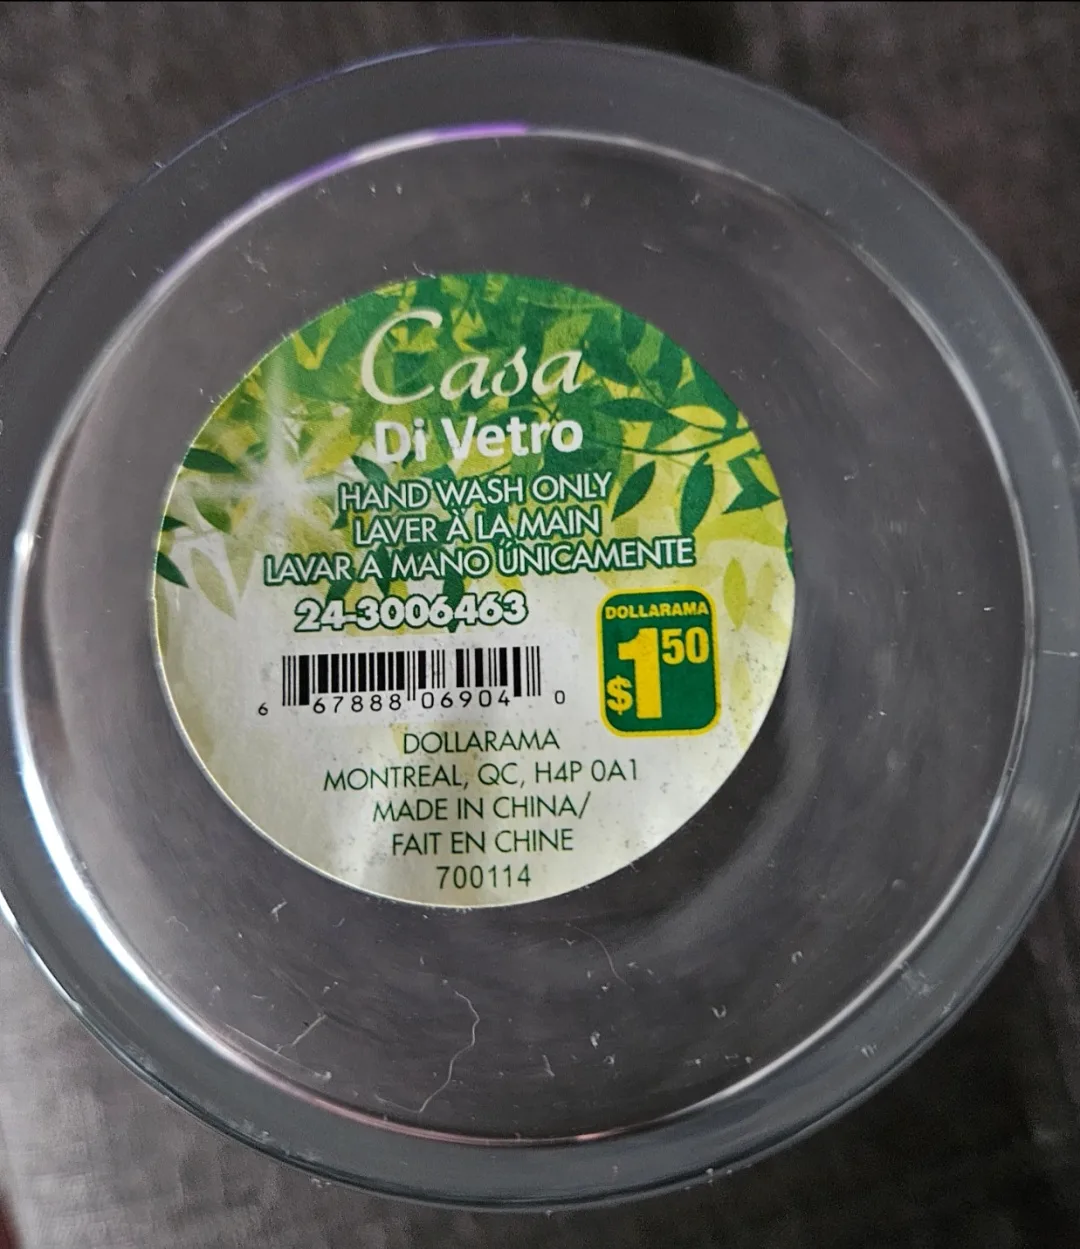 Casa
Di Vetro
HAND WASH ONLY
LAVER À LA MAIN
LAVAR A MANO ÚNICAMENTE
24-3006463
DOLLARAMA
$1.50
6 67888 06904 0
DOLLARAMA
MONTREAL, QC, H4P 0A1
MADE IN CHINA/
FAIT EN CHINE
700114